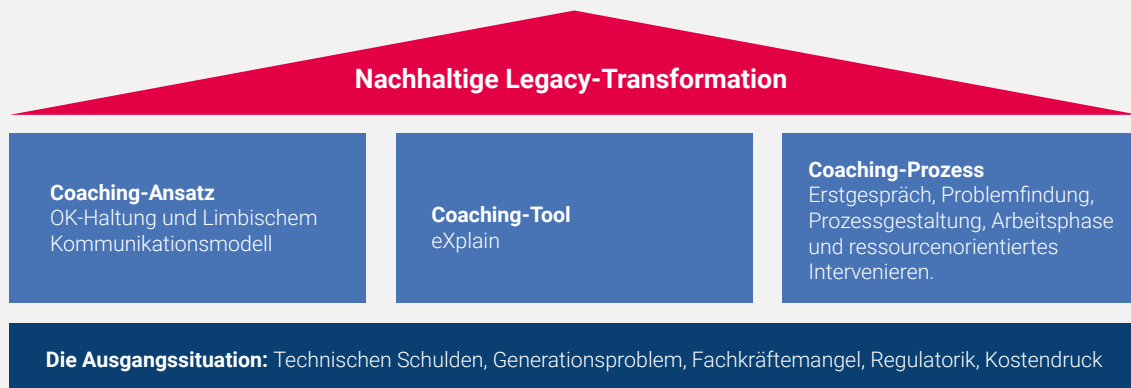 Nachhaltige Legacy-Transformation
Coaching-Ansatz
OK-Haltung und Limbischem
Kommunikationsmodell
Coaching-Tool
eXplain
Coaching-Prozess
Erstgespräch, Problemfindung,
Prozessgestaltung, Arbeitsphase
und ressourcenorientiertes
Intervenieren.
Die Ausgangssituation: Technischen Schulden, Generationsproblem, Fachkräftemangel, Regulatorik, Kostendruck